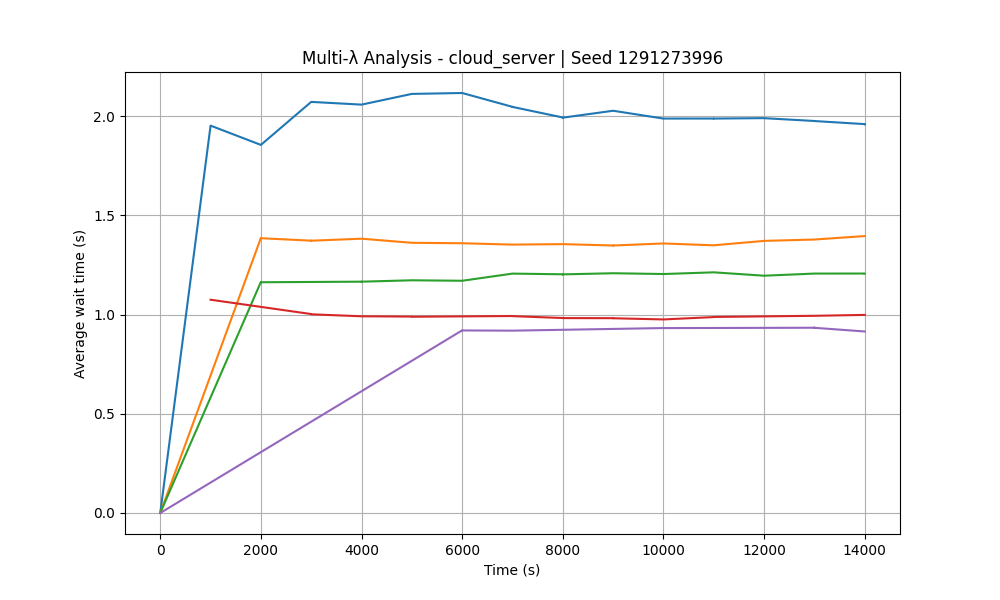 Multi-λ Analysis - cloud_server | Seed 1291273996
Average wait time (s)
2.0
1.5
1.0
0.5
0.0
0 2000 4000 6000 8000 10000 12000 14000
Time (s)